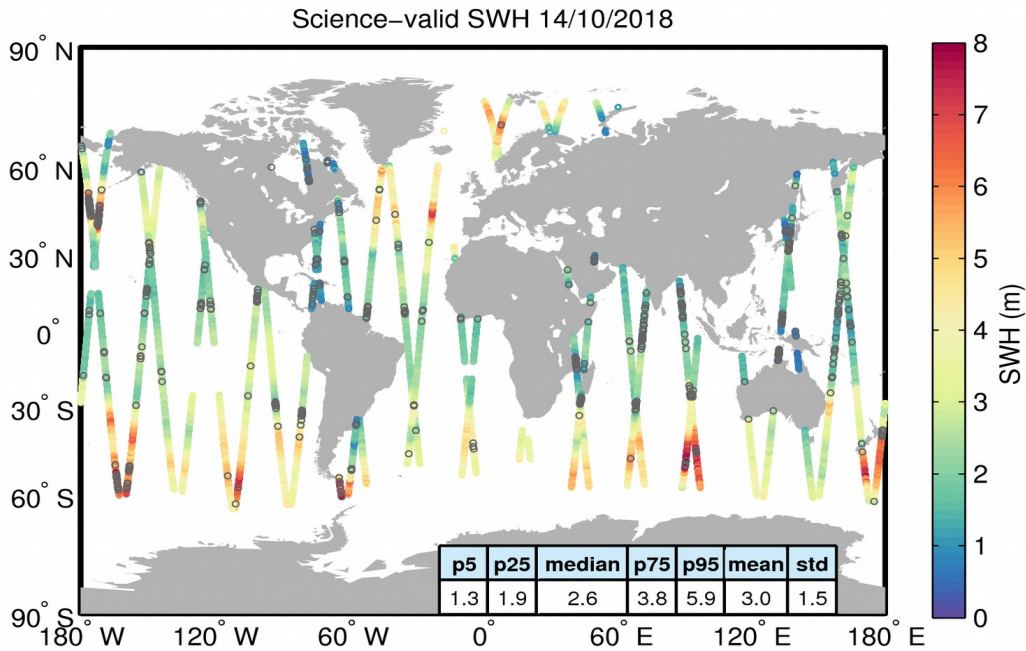 Science−valid SWH 14/10/2018
90° N
60° N
30° N
0°
30° S
60° S
90° S
180° W
120° W
60° W
0°
60° E
120° E
180° E
p5 p25 median p75 p95 mean std
1.3 1.9 2.6 3.8 5.9 3.0 1.5
8
7
6
5
4
3
2
1
0
SWH (m)